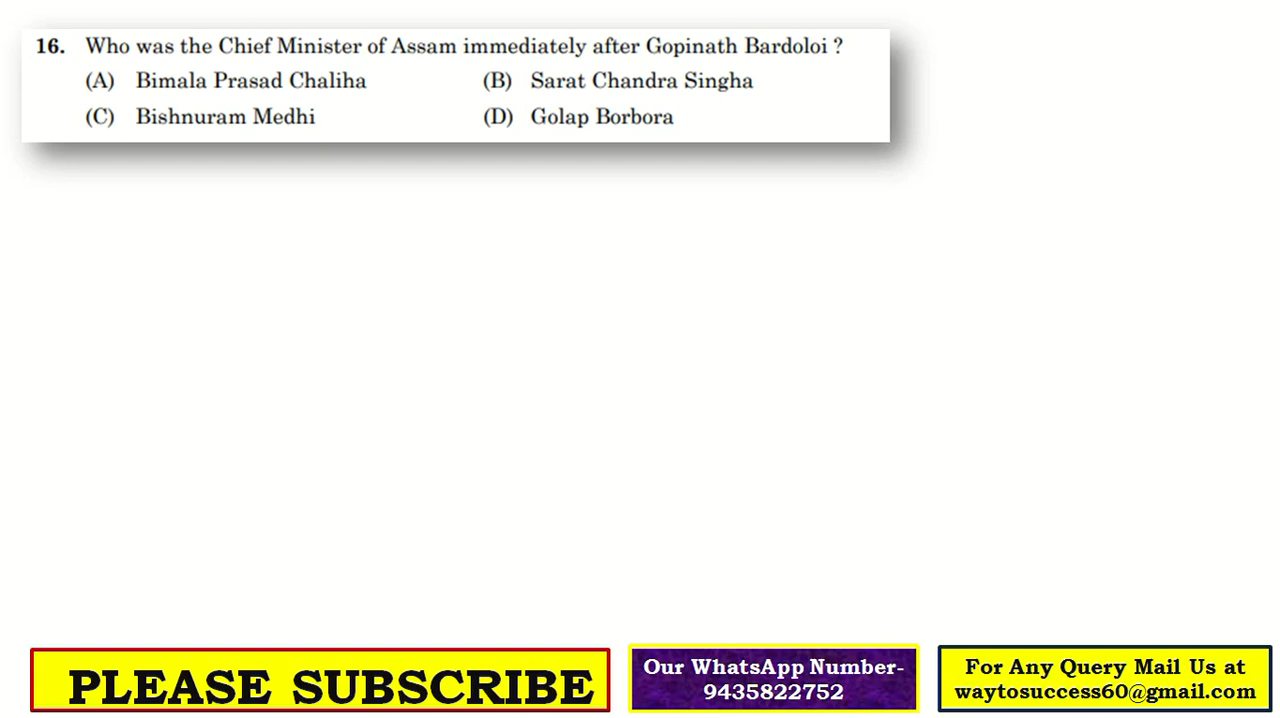 16. Who was the Chief Minister of Assam immediately after Gopinath Bardoloi ?
(A) Bimala Prasad Chaliha (B) Sarat Chandra Singha
(C) Bishnuram Medhi (D) Golap Borbora
PLEASE SUBSCRIBE
Our WhatsApp Number-
9435822752
For Any Query Mail Us at
waytosuccess60@gmail.com